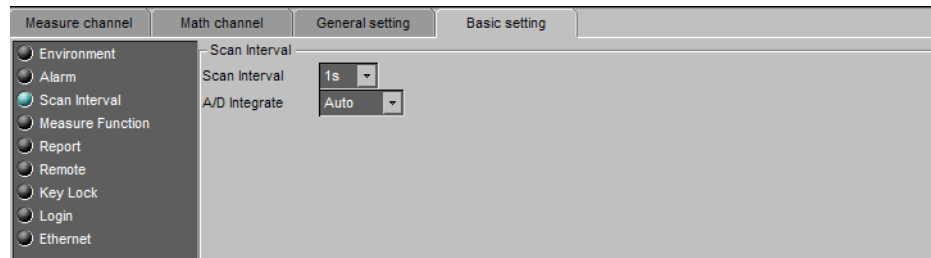 Measure channel Math channel General setting Basic setting
Environment
Alarm
Scan Interval
Measure Function
Report
Remote
Key Lock
Login
Ethernet
Scan Interval
Scan Interval 1s
A/D Integrate Auto